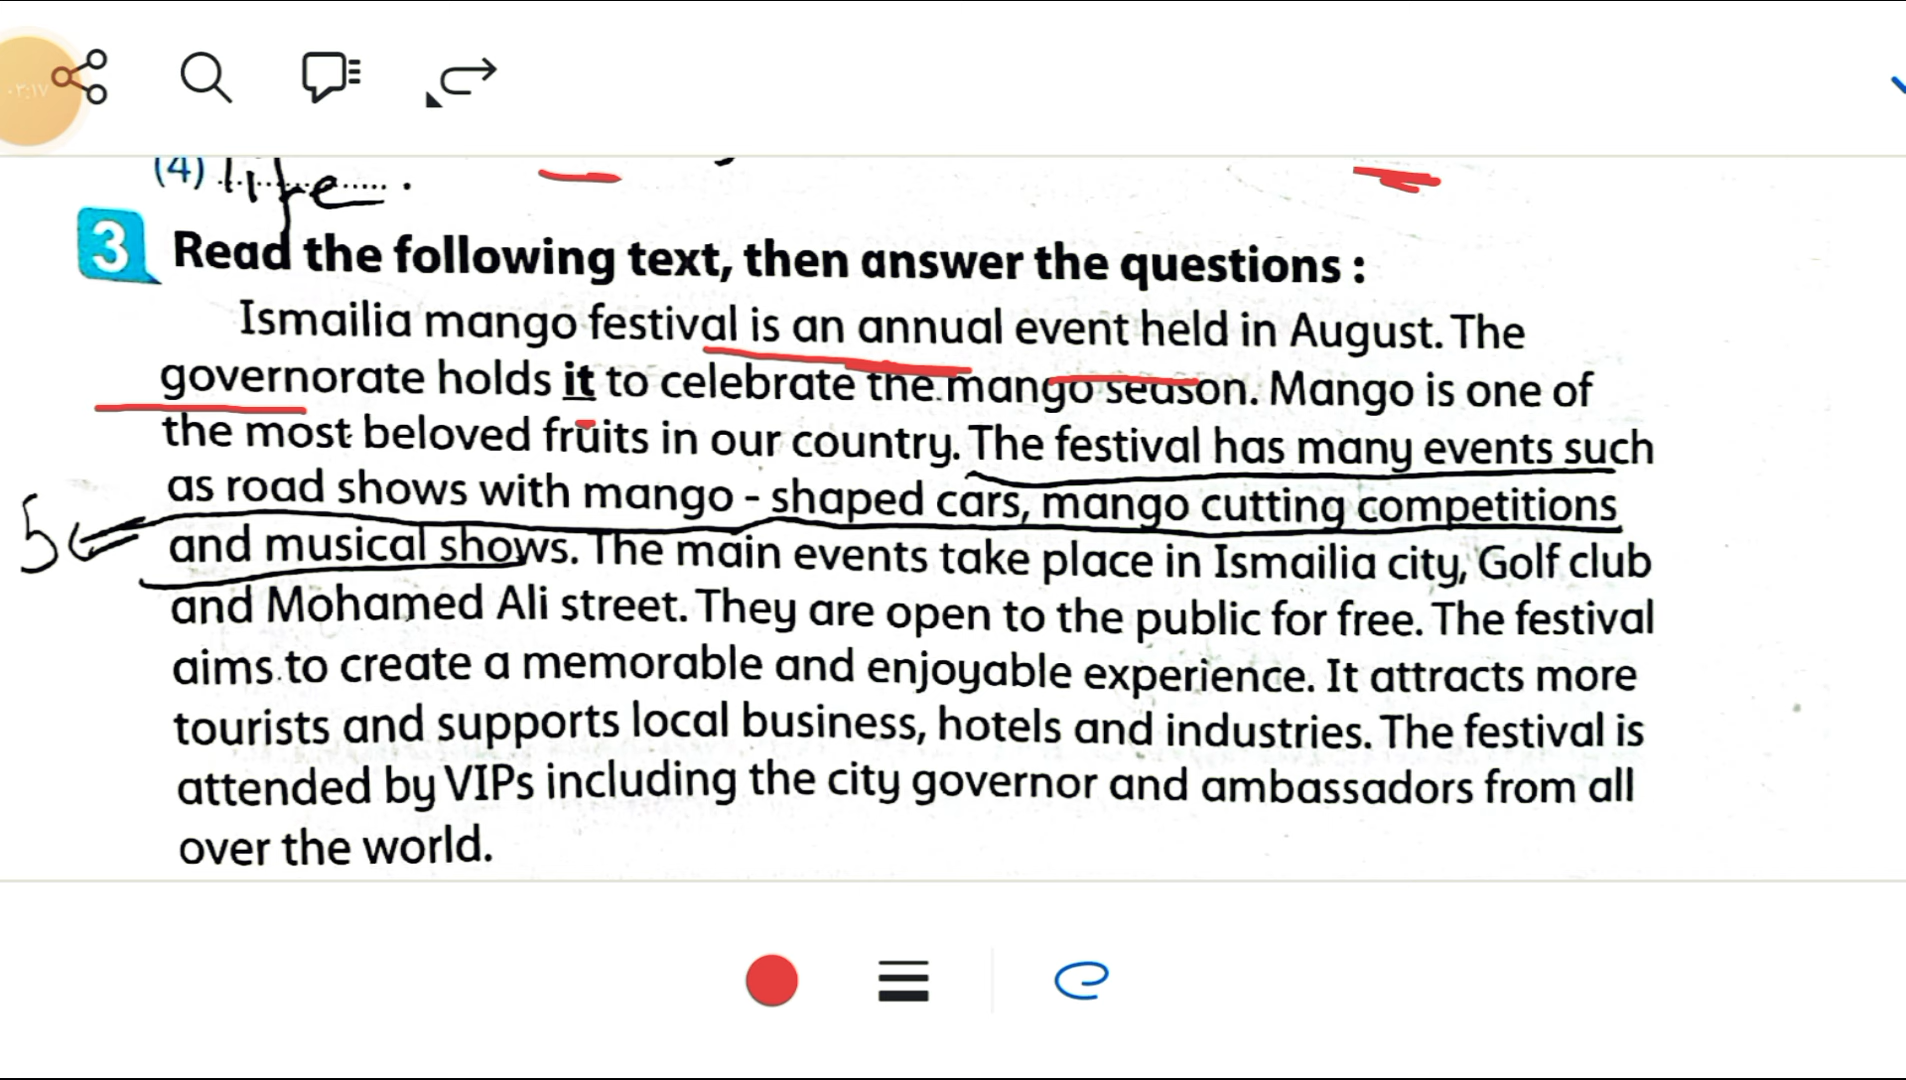 ٠٣:١٧
(4) life.
3 Read the following text, then answer the questions :
Ismailia mango festival is an annual event held in August. The
governorate holds it to celebrate the mango season. Mango is one of
the most beloved fruits in our country. The festival has many events such
as road shows with mango - shaped cars, mango cutting competitions
5 and musical shows. The main events take place in Ismailia city, Golf club
and Mohamed Ali street. They are open to the public for free. The festival
aims to create a memorable and enjoyable experience. It attracts more
tourists and supports local business, hotels and industries. The festival is
attended by VIPs including the city governor and ambassadors from all
over the world.